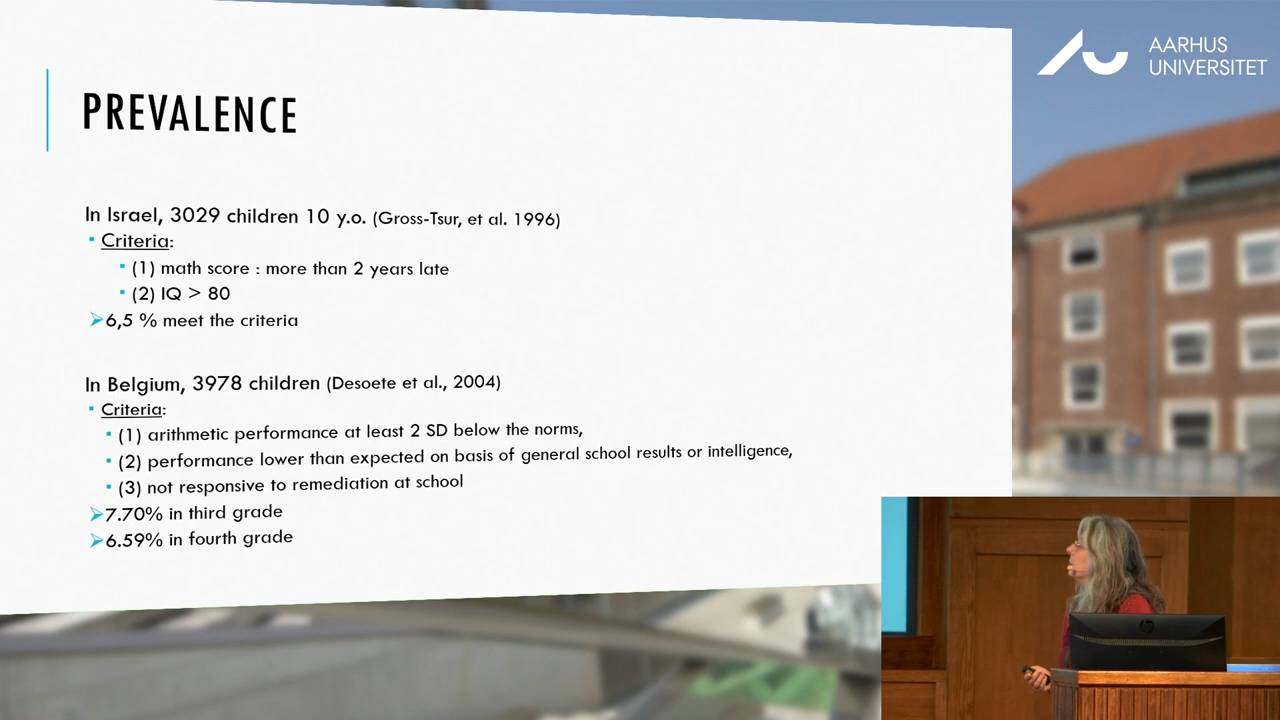 AARHUS
UNIVERSITET
PREVALENCE
In Israel, 3029 children 10 y.o. (Gross-Tsur, et al. 1996)
▪ Criteria:
▪ (1) math score : more than 2 years late
▪ (2) IQ > 80
➢6,5 % meet the criteria
In Belgium, 3978 children (Desoete et al., 2004)
▪ Criteria:
▪ (1) arithmetic performance at least 2 SD below the norms,
▪ (2) performance lower than expected on basis of general school results or intelligence,
▪ (3) not responsive to remediation at school
➢7.70% in third grade
➢6.59% in fourth grade